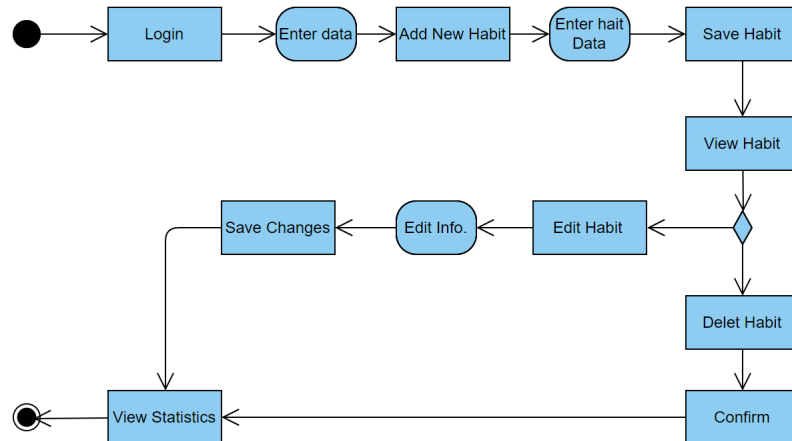 Login
Enter data
Add New Habit
Enter hait
Data
Save Habit
View Habit
Save Changes
Edit Info.
Edit Habit
Delet Habit
View Statistics
Confirm